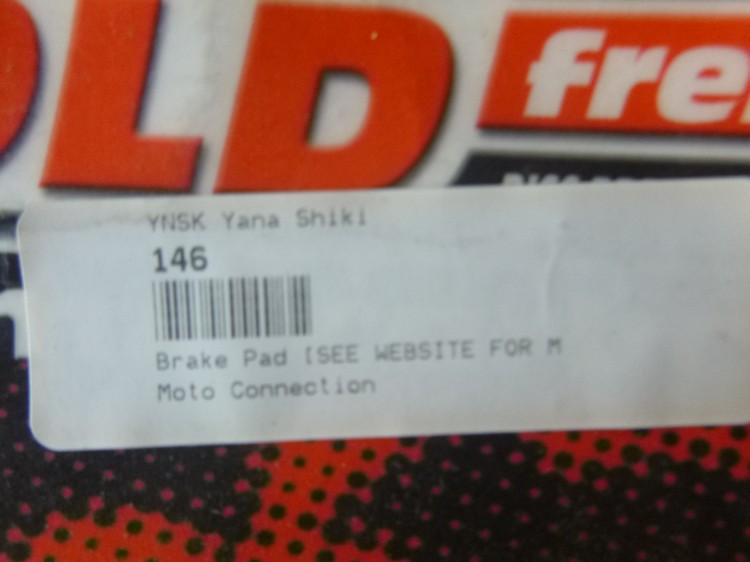 OLD
fre
YNSK Yana Shiki
146
Brake Pad [SEE WEBSITE FOR M
Moto Connection